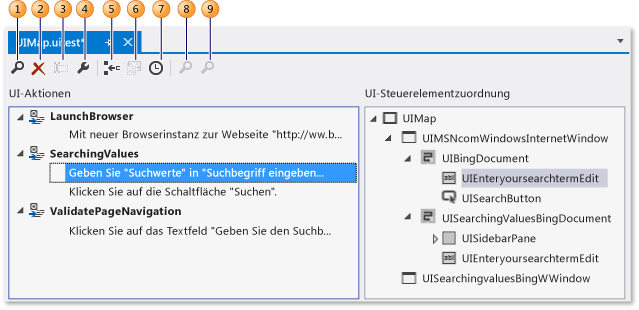 1 2 3 4 5 6 7 8 9
UIMap.uitest*
UI-Aktionen
LaunchBrowser
Mit neuer Browserinstanz zur Webseite "http://ww.b...
SearchingValues
Geben Sie "Suchwerte" in "Suchbegriff eingeben...
Klicken Sie auf die Schaltfläche "Suchen".
ValidatePageNavigation
Klicken Sie auf das Textfeld "Geben Sie den Suchb...
UI-Steuerelementzuordnung
UIMap
UIMSNcomWindowsInternetWindow
UIBingDocument
UIEnteryoursearchtermEdit
UISearchButton
UISearchingValuesBingDocument
UISidebarPane
UIEnteryoursearchtermEdit
UISearchingvaluesBingWWindow